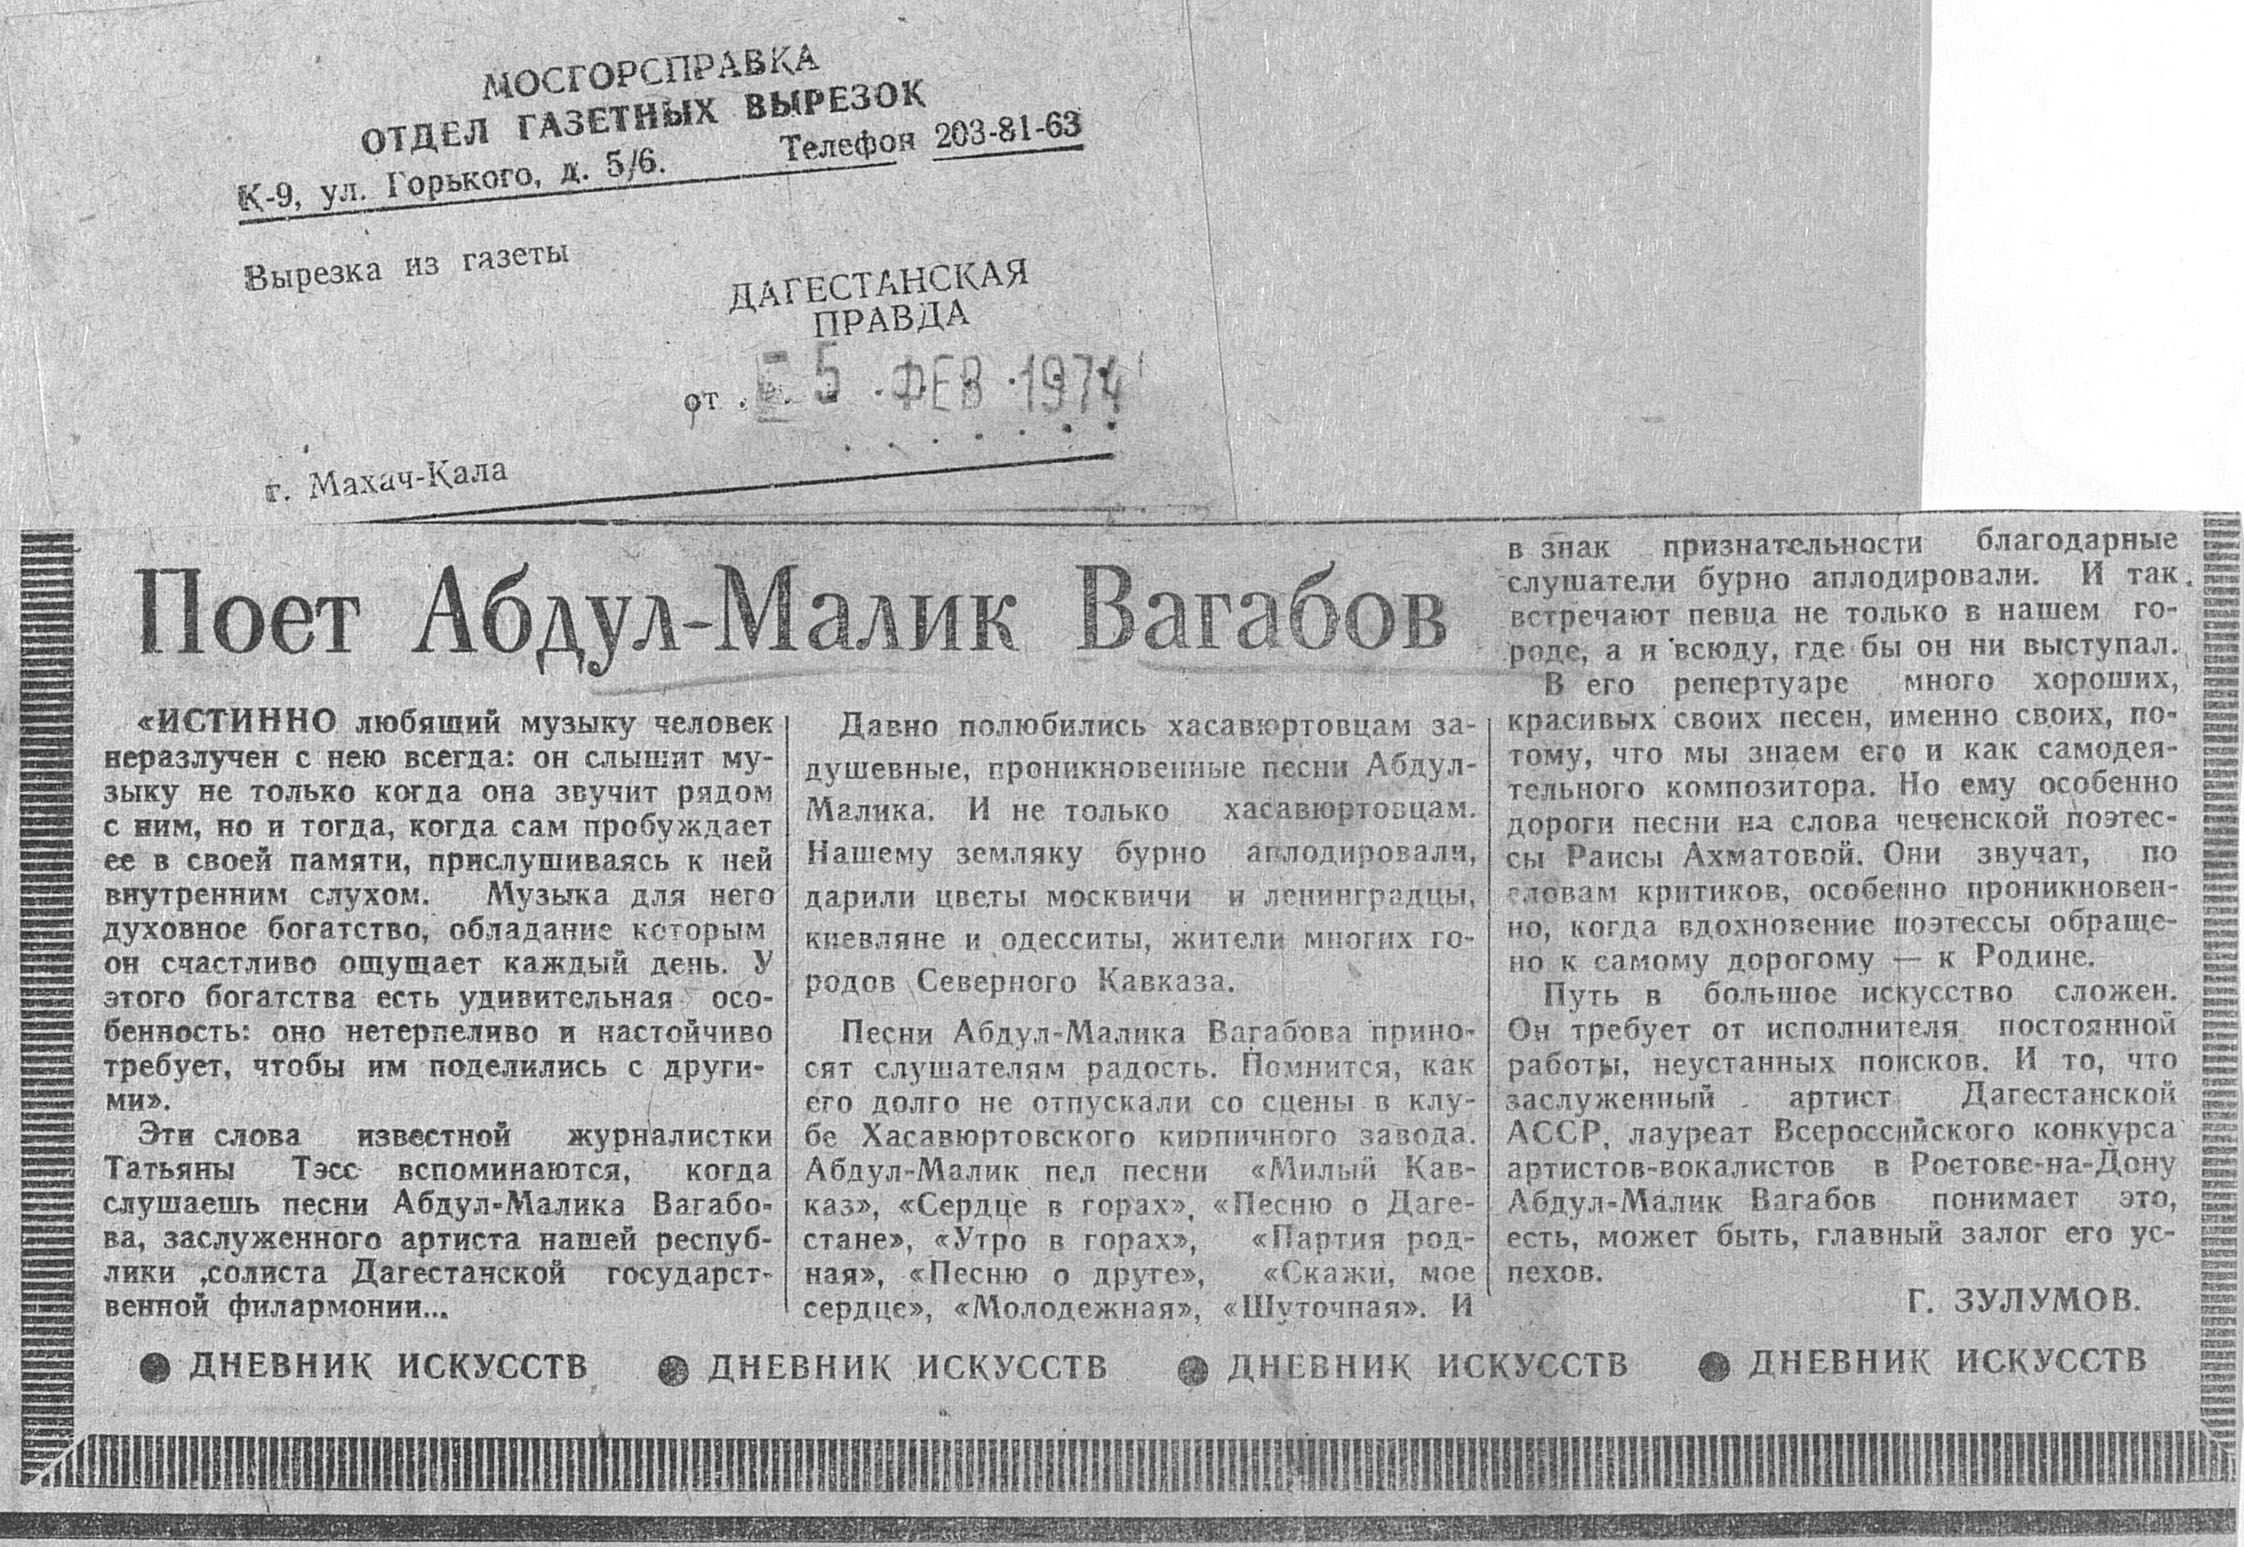 МОСГОРСПРАВКА
ОТДЕЛ ГАЗЕТНЫХ ВЫРЕЗОК
К-9, ул. Горького, д. 5/6. Телефон 203-81-63
Вырезка из газеты
ДАГЕСТАНСКАЯ
ПРАВДА
от 5 ФЕВ 1974
г. Махач-Кала
Поет Абдул-Малик Вагабов
«ИСТИННО любящий музыку человек
неразлучен с нею всегда: он слышит му-
зыку не только когда она звучит рядом
с ним, но и тогда, когда сам пробуждает
ее в своей памяти, прислушиваясь к ней
внутренним слухом. Музыка для него
духовное богатство, обладание которым
он счастливо ощущает каждый день. У
этого богатства есть удивительная осо-
бенность: оно нетерпеливо и настойчиво
требует, чтобы им поделились с други-
ми».
Эти слова известной журналистки
Татьяны Тэсс вспоминаются, когда
слушаешь песни Абдул-Малика Вагабо-
ва, заслуженного артиста нашей респуб-
лики ,солиста Дагестанской государст-
венной филармонии...
Давно полюбились хасавюртовцам за-
душевные, проникновенные песни Абдул-
Малика. И не только хасавюртовцам.
Нашему земляку бурно аплодировали,
дарили цветы москвичи и ленинградцы,
киевляне и одесситы, жители многих го-
родов Северного Кавказа.
Песни Абдул-Малика Вагабова прино-
сят слушателям радость. Помнится, как
его долго не отпускали со сцены в клу-
бе Хасавюртовского кирпичного завода.
Абдул-Малик пел песни «Милый Кав-
каз», «Сердце в горах», «Песню о Даге-
стане», «Утро в горах», «Партия род-
ная», «Песню о друге», «Скажи, мое
сердце», «Молодежная», «Шуточная». И
в знак признательности благодарные
слушатели бурно аплодировали. И так
встречают певца не только в нашем го-
роде, а и всюду, где бы он ни выступал.
В его репертуаре много хороших,
красивых своих песен, именно своих, по-
тому, что мы знаем его и как самодея-
тельного композитора. Но ему особенно
дороги песни на слова чеченской поэтес-
сы Раисы Ахматовой. Они звучат, по
словам критиков, особенно проникновен-
но, когда вдохновение поэтессы обраще-
но к самому дорогому — к Родине.
Путь в большое искусство сложен.
Он требует от исполнителя постоянной
работы, неустанных поисков. И то, что
заслуженный артист Дагестанской
АССР, лауреат Всероссийского конкурса
артистов-вокалистов в Ростове-на-Дону
Абдул-Малик Вагабов понимает это,
есть, может быть, главный залог его ус-
пехов.
Г. ЗУЛУМОВ.
● ДНЕВНИК ИСКУССТВ ● ДНЕВНИК ИСКУССТВ ● ДНЕВНИК ИСКУССТВ ● ДНЕВНИК ИСКУССТВ